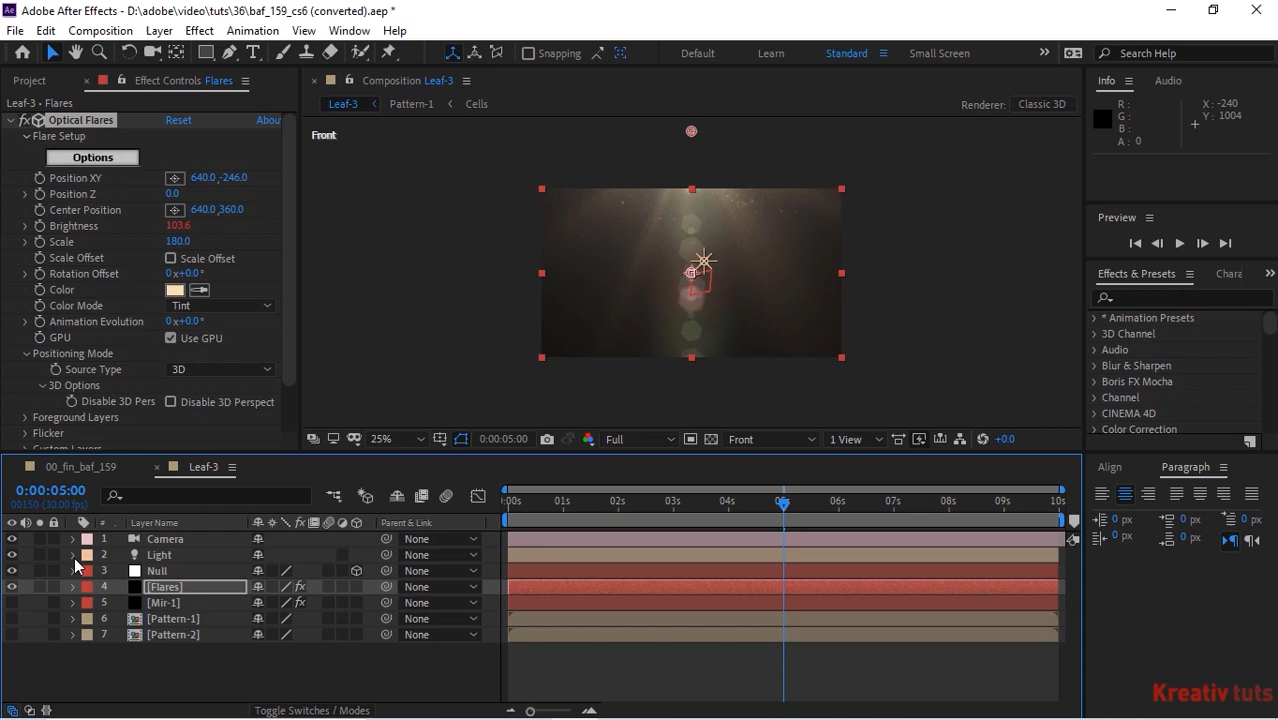 Adobe After Effects - D:\adobe\video\tuts\36\baf_159_cs6 (converted).aep *
File Edit Composition Layer Effect Animation View Window Help
Snapping Default Learn Standard Small Screen Search Help
Project Effect Controls Flares
Composition Leaf-3
Info Audio
Leaf-3 • Flares
Leaf-3 Pattern-1 Cells Renderer: Classic 3D
R : X : -240
G : Y : 1004
B :
A : 0
fx Optical Flares Reset Abou
Flare Setup
Options
Position XY 640.0,-246.0
Position Z 0.0
Center Position 640.0,360.0
Brightness 103.6
Scale 180.0
Scale Offset Scale Offset
Rotation Offset 0x+0.0°
Color
Color Mode Tint
Animation Evolution 0x+0.0°
GPU Use GPU
Positioning Mode
Source Type 3D
3D Options
Disable 3D Pers Disable 3D Perspect
Foreground Layers
Flicker
Front
25% 0:00:05:00 Full Front 1 View +0.0
Preview
Effects & Presets Chara
* Animation Presets
3D Channel
Audio
Blur & Sharpen
Boris FX Mocha
Channel
CINEMA 4D
Color Correction
00_fin_baf_159 Leaf-3
0:00:05:00
00150 (30.00 fps)
:00s 01s 02s 03s 04s 05s 06s 07s 08s 09s 10s
# Layer Name fx Parent & Link
1 Camera None
2 Light None
3 Null None
4 [Flares] fx None
5 [Mir-1] fx None
6 [Pattern-1] None
7 [Pattern-2] None
Toggle Switches / Modes
Align Paragraph
0 px 0 px 0 px
0 px 0 px
Kreativ tuts